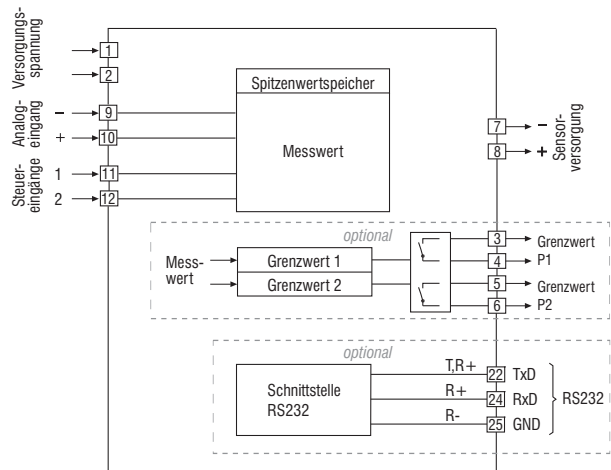 Versorgungs-
spannung
1
2
Analog-
eingang
− 9
+ 10
Steuer-
eingänge
1 11
2 12
Spitzenwertspeicher
Messwert
7 −
8 +
Sensor-
versorgung
optional
Mess-
wert
Grenzwert 1
Grenzwert 2
3 Grenzwert
4 P1
5 Grenzwert
6 P2
optional
Schnittstelle
RS232
T,R+ 22 TxD
R+ 24 RxD
R- 25 GND
RS232